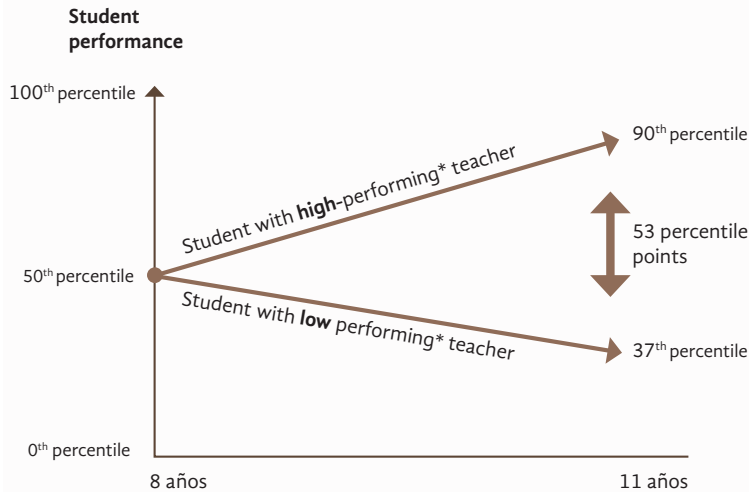 Student
performance
100th percentile
90th percentile
Student with high-performing* teacher
53 percentile
points
50th percentile
Student with low performing* teacher
37th percentile
0th percentile
8 años
11 años